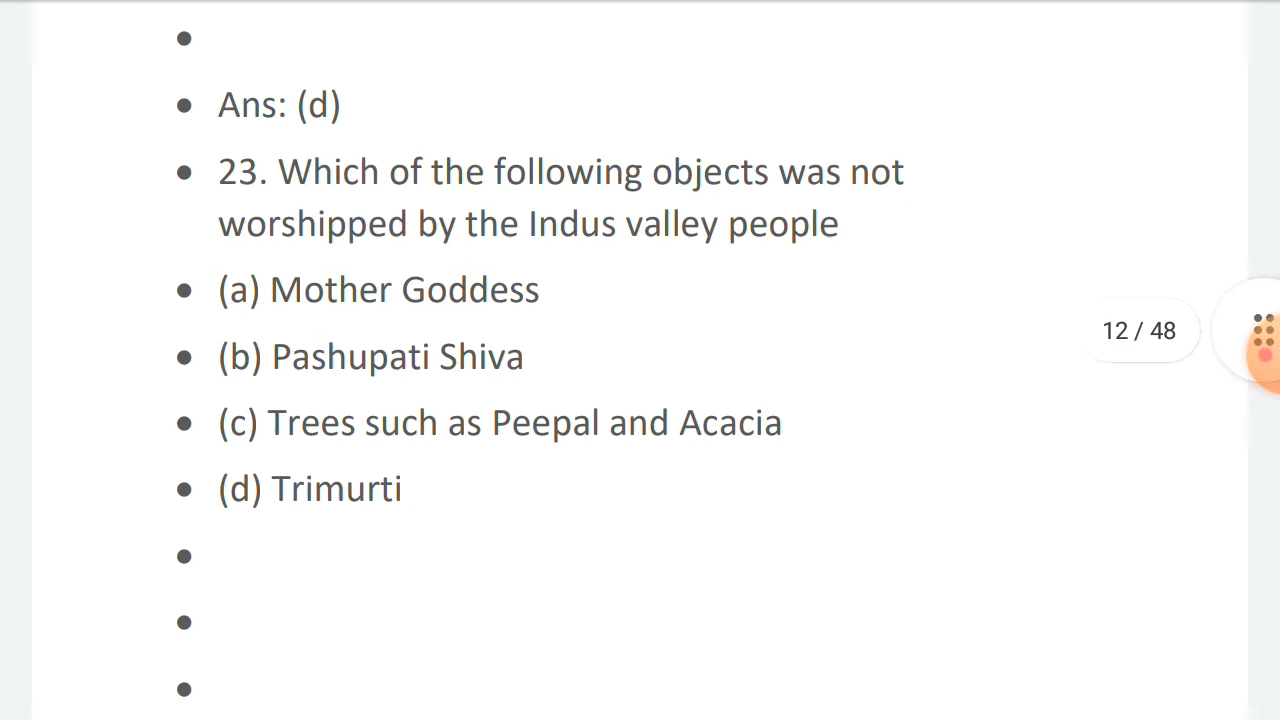 Ans: (d)
23. Which of the following objects was not
worshipped by the Indus valley people
(a) Mother Goddess
(b) Pashupati Shiva
(c) Trees such as Peepal and Acacia
(d) Trimurti
12 / 48